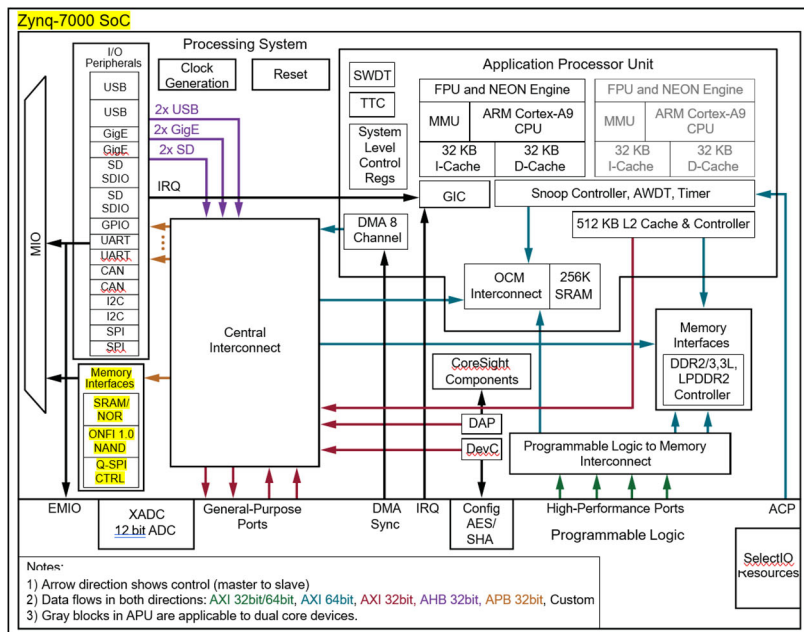 Zynq-7000 SoC
I/O
Peripherals
USB
USB
GigE
GigE
SD
SDIO
SD
SDIO
GPIO
UART
UART
CAN
CAN
I2C
I2C
SPI
SPI
MIO
Memory
Interfaces
SRAM/
NOR
ONFI 1.0
NAND
Q-SPI
CTRL
Processing System
Clock
Generation
Reset
2x USB
2x GigE
2x SD
IRQ
Central
Interconnect
Application Processor Unit
SWDT
TTC
System
Level
Control
Regs
FPU and NEON Engine
MMU
ARM Cortex-A9
CPU
32 KB
I-Cache
32 KB
D-Cache
FPU and NEON Engine
MMU
ARM Cortex-A9
CPU
32 KB
I-Cache
32 KB
D-Cache
GIC
Snoop Controller, AWDT, Timer
DMA 8
Channel
512 KB L2 Cache & Controller
OCM
Interconnect
256K
SRAM
Memory
Interfaces
DDR2/3,3L,
LPDDR2
Controller
CoreSight
Components
DAP
DevC
Programmable Logic to Memory
Interconnect
EMIO
XADC
12 bit ADC
General-Purpose
Ports
DMA
Sync
IRQ
Config
AES/
SHA
High-Performance Ports
ACP
Programmable Logic
SelectIO
Resources
Notes:
1) Arrow direction shows control (master to slave)
2) Data flows in both directions: AXI 32bit/64bit, AXI 64bit, AXI 32bit, AHB 32bit, APB 32bit, Custom
3) Gray blocks in APU are applicable to dual core devices.